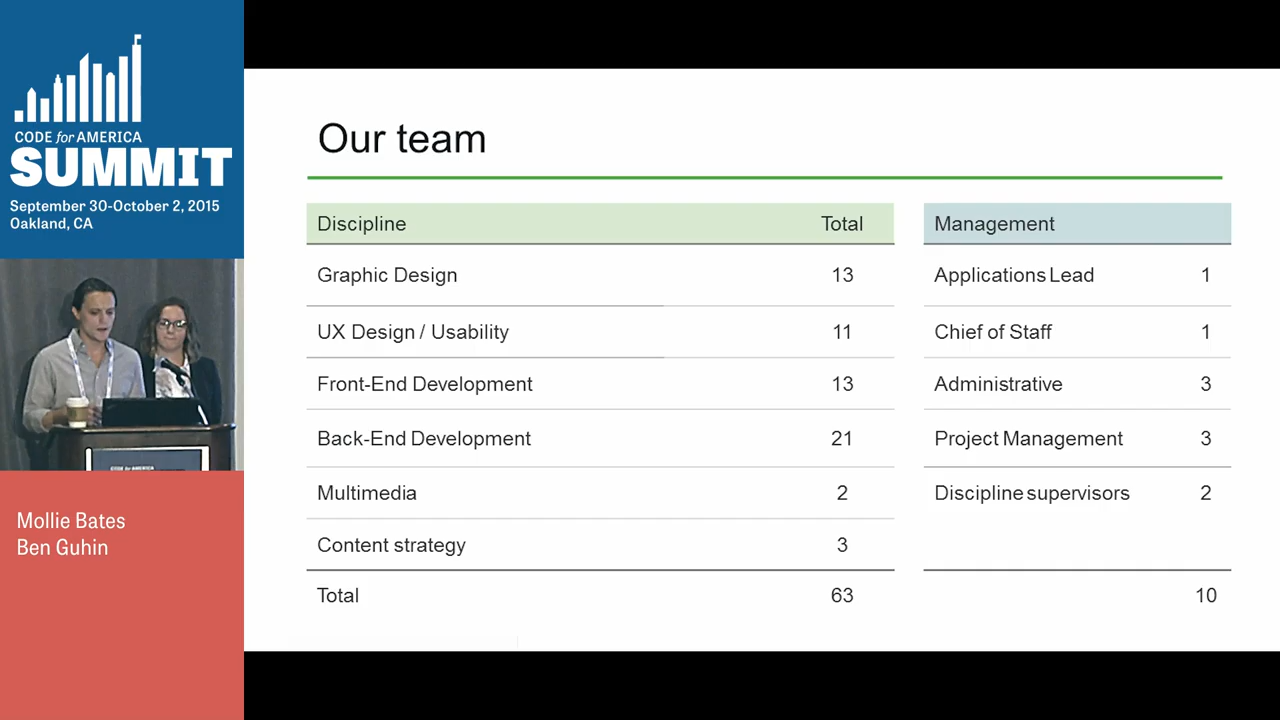 CODE for AMERICA
SUMMIT
September 30-October 2, 2015
Oakland, CA
CODE for AMERICA
Mollie Bates
Ben Guhin
Our team
Discipline Total
Graphic Design 13
UX Design / Usability 11
Front-End Development 13
Back-End Development 21
Multimedia 2
Content strategy 3
Total 63
Management
Applications Lead 1
Chief of Staff 1
Administrative 3
Project Management 3
Discipline supervisors 2
10